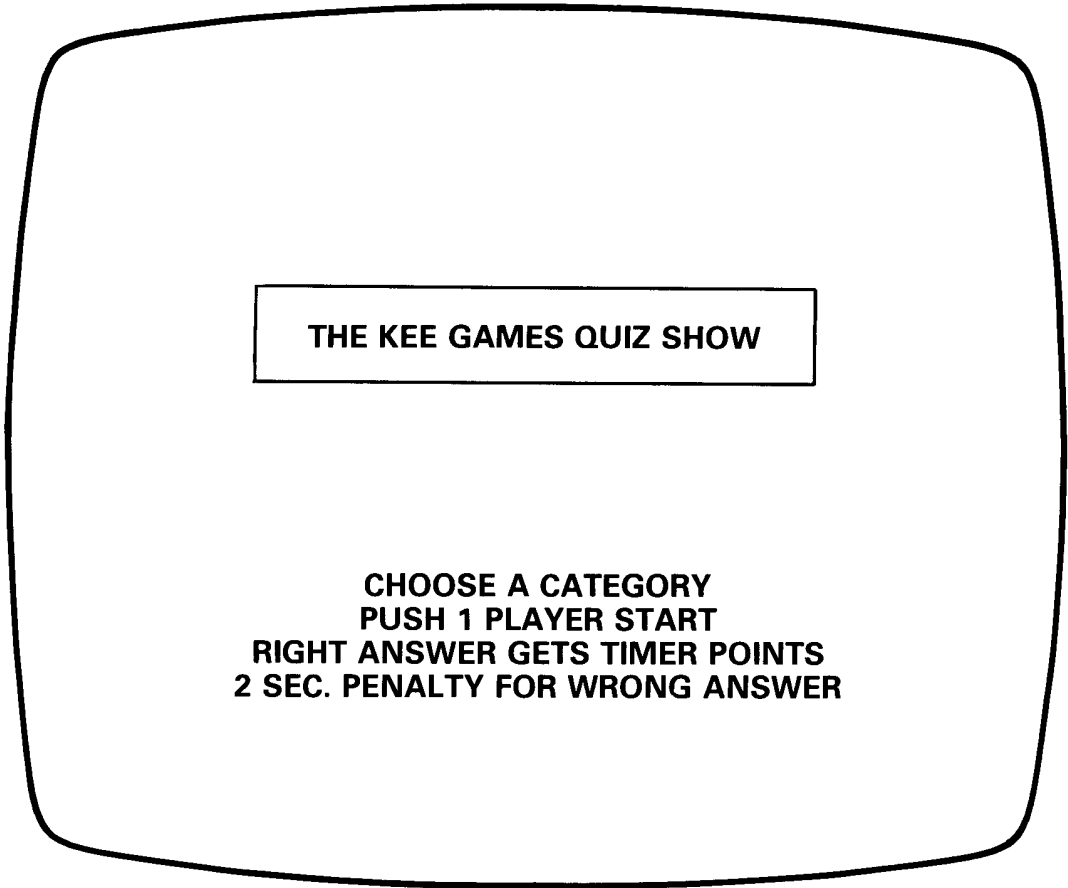 THE KEE GAMES QUIZ SHOW
CHOOSE A CATEGORY
PUSH 1 PLAYER START
RIGHT ANSWER GETS TIMER POINTS
2 SEC. PENALTY FOR WRONG ANSWER